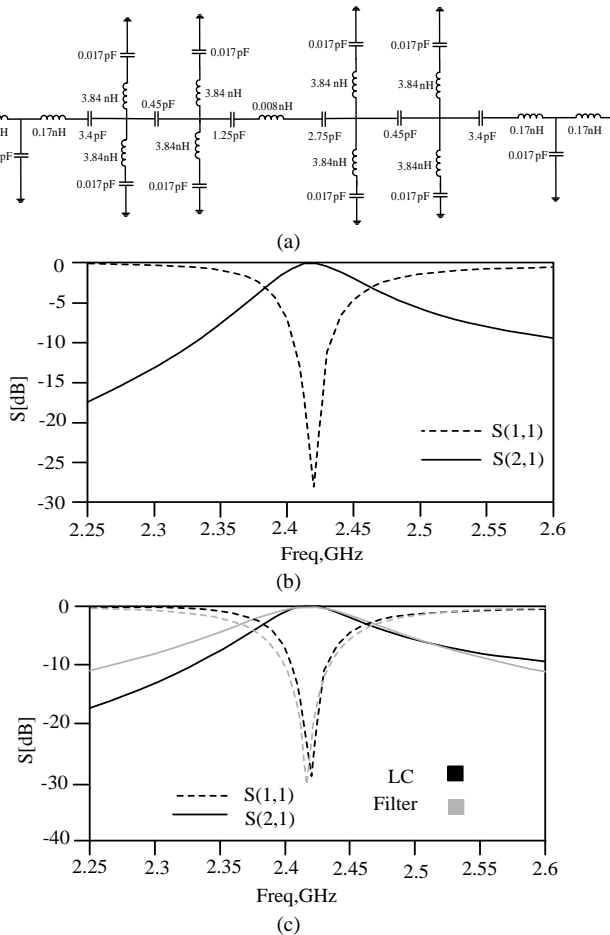 0.017pF 0.017pF 0.017pF 0.017pF
3.84 nH 3.84 nH 3.84 nH 3.84 nH
H 0.17nH 3.4pF 0.45pF 1.25pF 0.008nH 2.75pF 0.45pF 3.4pF 0.17nH 0.17nH
pF 3.84nH 3.84nH 3.84nH 3.84nH 0.017pF
0.017pF 0.017pF 0.017pF 0.017pF
(a)
0
-5
-10
-15
-20
-25
-30
S[dB]
S(1,1)
S(2,1)
2.25 2.3 2.4 2.45 2.5 2.55 2.6
Freq,GHz
(b)
0
-10
-20
-30
-40
S[dB]
LC
Filter
S(1,1)
S(2,1)
2.25 2.3 2.35 2.4 2.45 2.5 2.55 2.6
Freq,GHz
(c)